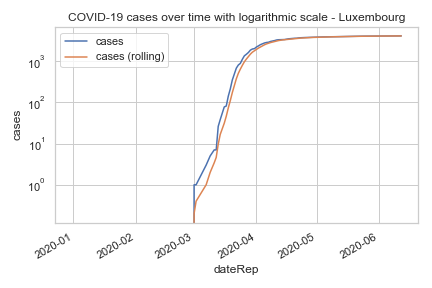 COVID-19 cases over time with logarithmic scale - Luxembourg
cases
cases (rolling)
10³
10²
10¹
10⁰
cases
2020-01
2020-02
2020-03
2020-04
2020-05
2020-06
dateRep